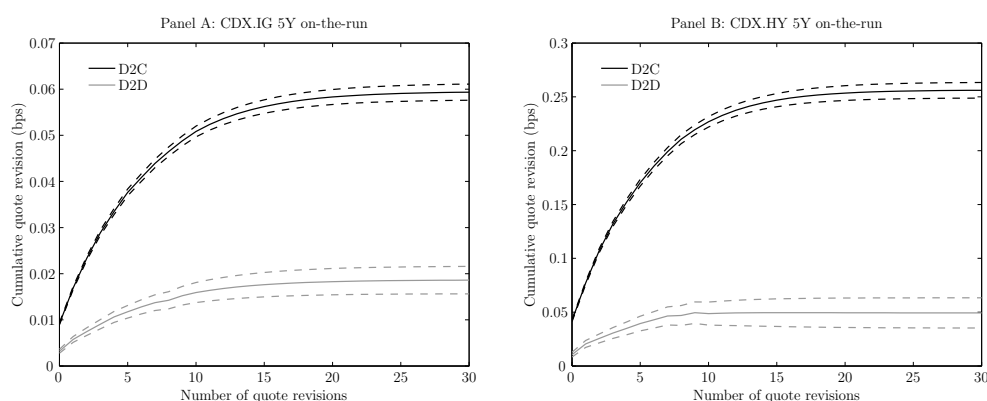 Panel A: CDX.IG 5Y on-the-run
0.07
0.06
0.05
0.04
0.03
0.02
0.01
0
Cumulative quote revision (bps)
D2C
D2D
0 5 10 15 20 25 30
Number of quote revisions
Panel B: CDX.HY 5Y on-the-run
0.3
0.25
0.2
0.15
0.1
0.05
0
Cumulative quote revision (bps)
D2C
D2D
0 5 10 15 20 25 30
Number of quote revisions